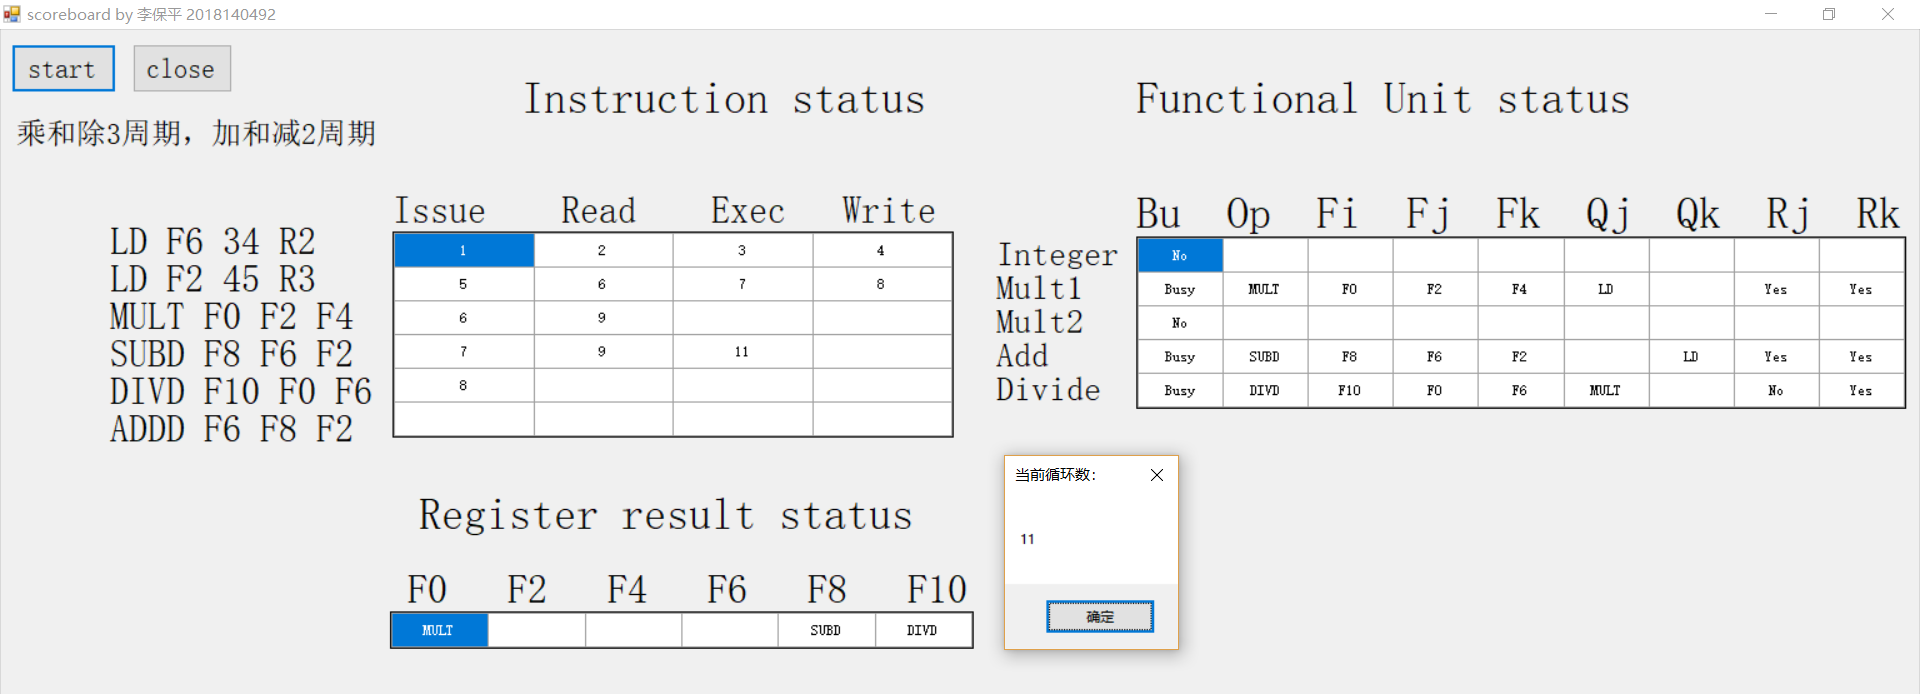 scoreboard by 李保平 2018140492
start close
乘和除3周期，加和减2周期
Instruction status
Issue Read Exec Write
LD F6 34 R2 1 2 3 4
LD F2 45 R3 5 6 7 8
MULT F0 F2 F4 6 9
SUBD F8 F6 F2 7 9 11
DIVD F10 F0 F6 8
ADDD F6 F8 F2
Functional Unit status
Bu Op Fi Fj Fk Qj Qk Rj Rk
Integer No
Mult1 Busy MULT F0 F2 F4 LD Yes Yes
Mult2 No
Add Busy SUBD F8 F6 F2 LD Yes Yes
Divide Busy DIVD F10 F0 F6 MULT No Yes
Register result status
F0 F2 F4 F6 F8 F10
MULT SUBD DIVD
当前循环数:
11
确定